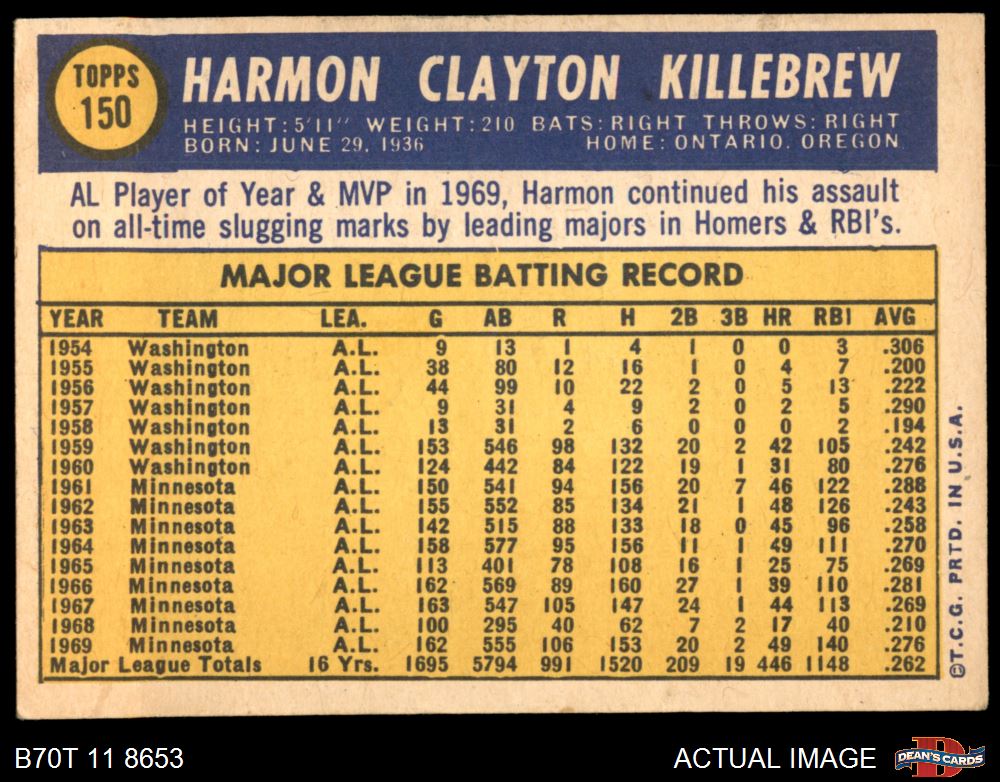 TOPPS
150
HARMON CLAYTON KILLEBREW
HEIGHT: 5'11" WEIGHT: 210 BATS: RIGHT THROWS: RIGHT
BORN: JUNE 29, 1936 HOME: ONTARIO. OREGON
AL Player of Year & MVP in 1969, Harmon continued his assault
on all-time slugging marks by leading majors in Homers & RBI's.
MAJOR LEAGUE BATTING RECORD
YEAR TEAM LEA. G AB R H 2B 3B HR RBI AVG
1954 Washington A.L. 9 13 1 4 1 0 0 3 .306
1955 Washington A.L. 38 80 12 16 1 0 4 7 .200
1956 Washington A.L. 44 99 10 22 2 0 5 13 .222
1957 Washington A.L. 9 31 4 9 2 0 2 5 .290
1958 Washington A.L. 13 31 2 6 0 0 0 2 .194
1959 Washington A.L. 153 546 98 132 20 2 42 105 .242
1960 Washington A.L. 124 442 84 122 19 1 31 80 .276
1961 Minnesota A.L. 150 541 94 156 20 7 46 122 .288
1962 Minnesota A.L. 155 552 85 134 21 1 48 126 .243
1963 Minnesota A.L. 142 515 88 133 18 0 45 96 .258
1964 Minnesota A.L. 158 577 95 156 11 1 49 111 .270
1965 Minnesota A.L. 113 401 78 108 16 1 25 75 .269
1966 Minnesota A.L. 162 569 89 160 27 1 39 110 .281
1967 Minnesota A.L. 163 547 105 147 24 1 44 113 .269
1968 Minnesota A.L. 100 295 40 62 7 2 17 40 .210
1969 Minnesota A.L. 162 555 106 153 20 2 49 140 .276
Major League Totals 16 Yrs. 1695 5794 991 1520 209 19 446 1148 .262
©T.C.G. PRTD. IN U.S.A.
B70T 11 8653
ACTUAL IMAGE
D
DEAN'S CARDS